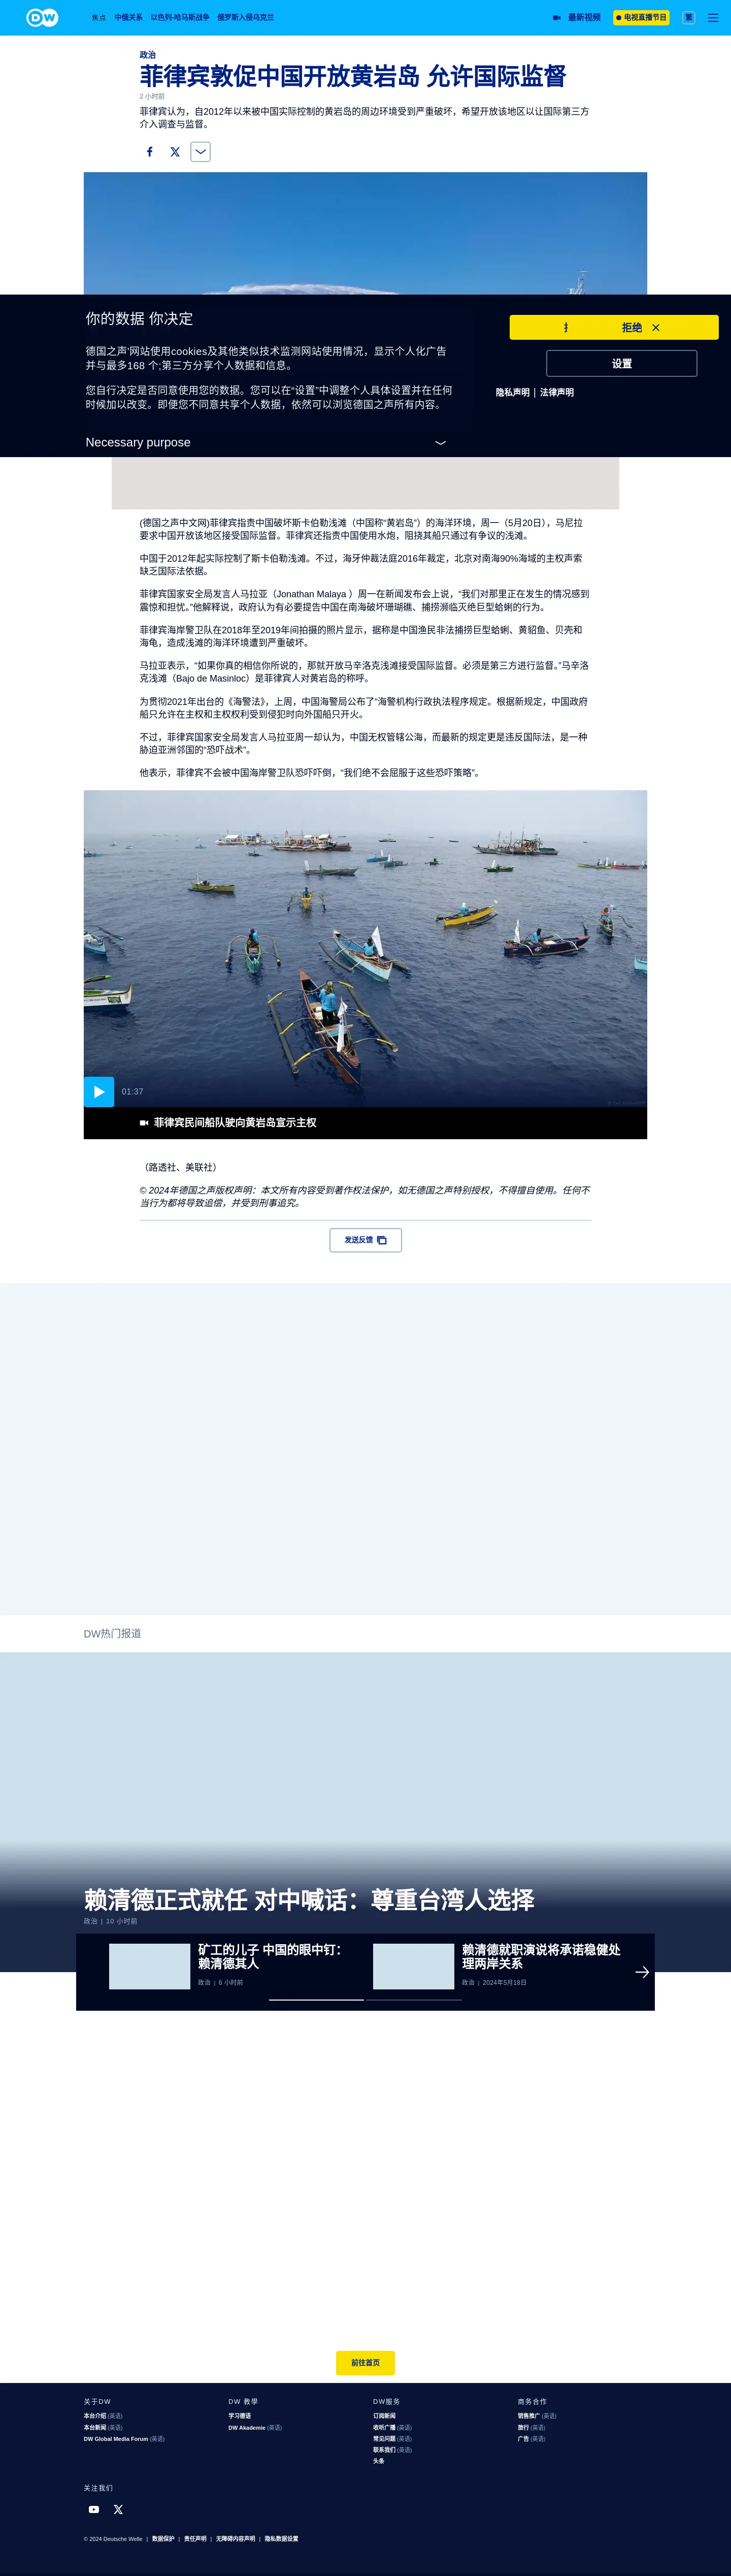 DW
焦点 中俄关系 以色列-哈马斯战争 俄罗斯入侵乌克兰 最新视频 电视直播节目 繁
政治
菲律宾敦促中国开放黄岩岛 允许国际监督
2 小时前
菲律宾认为，自2012年以来被中国实际控制的黄岩岛的周边环境受到严重破坏，希望开放该地区以让国际第三方
介入调查与监督。
你的数据 你决定
德国之声'网站使用cookies及其他类似技术监测网站使用情况，显示个人化广告
并与最多168 个;第三方分享个人数据和信息。
您自行决定是否同意使用您的数据。您可以在“设置”中调整个人具体设置并在任何
时候加以改变。即便您不同意共享个人数据，依然可以浏览德国之声所有内容。
Necessary purpose
拒绝
设置
隐私声明 | 法律声明
(德国之声中文网)菲律宾指责中国破坏斯卡伯勒浅滩（中国称“黄岩岛”）的海洋环境，周一（5月20日），马尼拉
要求中国开放该地区接受国际监督。菲律宾还指责中国使用水炮，阻挠其船只通过有争议的浅滩。
中国于2012年起实际控制了斯卡伯勒浅滩。不过，海牙仲裁法庭2016年裁定，北京对南海90%海域的主权声索
缺乏国际法依据。
菲律宾国家安全局发言人马拉亚（Jonathan Malaya ）周一在新闻发布会上说，“我们对那里正在发生的情况感到
震惊和担忧。”他解释说，政府认为有必要提告中国在南海破坏珊瑚礁、捕捞濒临灭绝巨型蛤蜊的行为。
菲律宾海岸警卫队在2018年至2019年间拍摄的照片显示，据称是中国渔民非法捕捞巨型蛤蜊、黄貂鱼、贝壳和
海龟，造成浅滩的海洋环境遭到严重破坏。
马拉亚表示，“如果你真的相信你所说的，那就开放马辛洛克浅滩接受国际监督。必须是第三方进行监督。”马辛洛
克浅滩（Bajo de Masinloc）是菲律宾人对黄岩岛的称呼。
为贯彻2021年出台的《海警法》，上周，中国海警局公布了“海警机构行政执法程序规定。根据新规定，中国政府
船只允许在主权和主权权利受到侵犯时向外国船只开火。
不过，菲律宾国家安全局发言人马拉亚周一却认为，中国无权管辖公海，而最新的规定更是违反国际法，是一种
胁迫亚洲邻国的“恐吓战术”。
他表示，菲律宾不会被中国海岸警卫队恐吓吓倒，“我们绝不会屈服于这些恐吓策略”。
01:37
菲律宾民间船队驶向黄岩岛宣示主权
（路透社、美联社）
© 2024年德国之声版权声明：本文所有内容受到著作权法保护，如无德国之声特别授权，不得擅自使用。任何不
当行为都将导致追偿，并受到刑事追究。
发送反馈
DW热门报道
赖清德正式就任 对中喊话：尊重台湾人选择
政治 | 10 小时前
矿工的儿子 中国的眼中钉：
赖清德其人
政治 | 6 小时前
赖清德就职演说将承诺稳健处
理两岸关系
政治 | 2024年5月18日
前往首页
关于DW
本台介绍 (英语)
本台新闻 (英语)
DW Global Media Forum (英语)
DW 教學
学习德语
DW Akademie (英语)
DW服务
订阅新闻
收听广播 (英语)
常见问题 (英语)
联系我们 (英语)
头条
商务合作
销售推广 (英语)
旅行 (英语)
广告 (英语)
关注我们
© 2024 Deutsche Welle | 数据保护 | 责任声明 | 无障碍内容声明 | 隐私数据设置